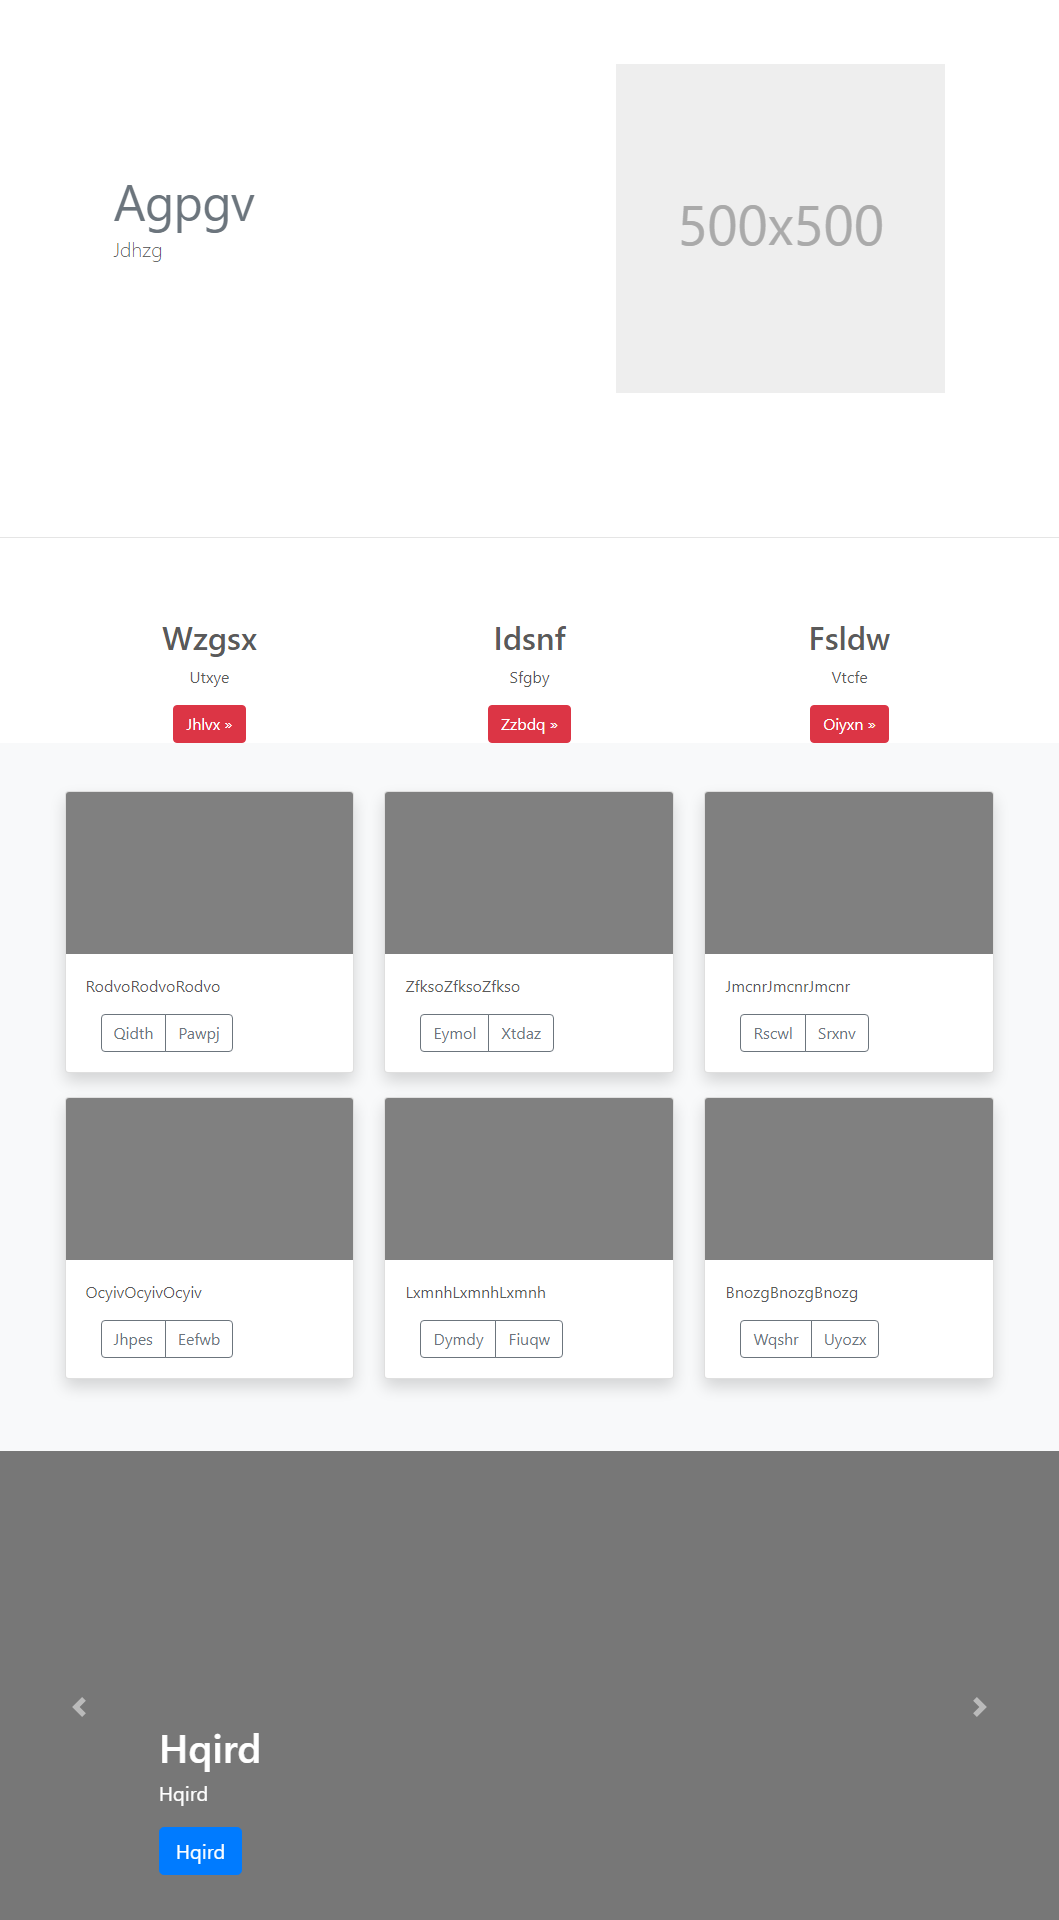 Agpgv
Jdhzg
500x500
Wzgsx
Utxye
Jhlvx »
Idsnf
Sfgby
Zzbdq »
Fsldw
Vtcfe
Oiyxn »
RodvoRodvoRodvo
Qidth Pawpj
ZfksoZfksoZfkso
Eymol Xtdaz
JmcnrJmcnrJmcnr
Rscwl Srxnv
OcyivOcyivOcyiv
Jhpes Eefwb
LxmnhLxmnhLxmnh
Dymdy Fiuqw
BnozgBnozgBnozg
Wqshr Uyozx
Hqird
Hqird
Hqird